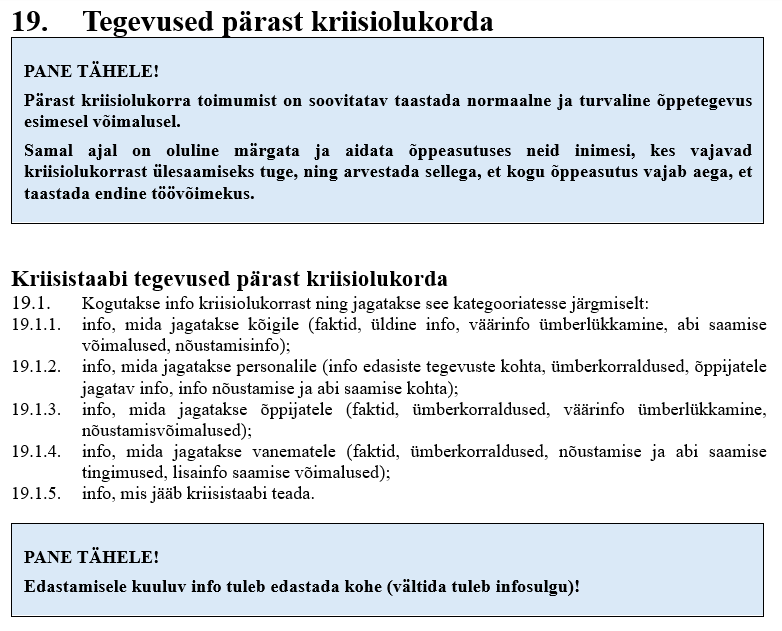 19. Tegevused pärast kriisiolukorda
PANE TÄHELE!
Pärast kriisiolukorra toimumist on soovitatav taastada normaalne ja turvaline õppetegevus
esimesel võimalusel.
Samal ajal on oluline märgata ja aidata õppeasutuses neid inimesi, kes vajavad
kriisiolukorrast ülesaamiseks tuge, ning arvestada sellega, et kogu õppeasutus vajab aega, et
taastada endine töövõimekus.
Kriisistaabi tegevused pärast kriisiolukorda
19.1. Kogutakse info kriisiolukorrast ning jagatakse see kategooriatesse järgmiselt:
19.1.1. info, mida jagatakse kõigile (faktid, üldine info, väärinfo ümberlükkamine, abi saamise
võimalused, nõustamisinfo);
19.1.2. info, mida jagatakse personalile (info edasiste tegevuste kohta, ümberkorraldused, õppijatele
jagatav info, info nõustamise ja abi saamise kohta);
19.1.3. info, mida jagatakse õppijatele (faktid, ümberkorraldused, väärinfo ümberlükkamine,
nõustamisvõimalused);
19.1.4. info, mida jagatakse vanematele (faktid, ümberkorraldused, nõustamise ja abi saamise
tingimused, lisainfo saamise võimalused);
19.1.5. info, mis jääb kriisistaabi teada.
PANE TÄHELE!
Edastamisele kuuluv info tuleb edastada kohe (vältida tuleb infosulgu)!